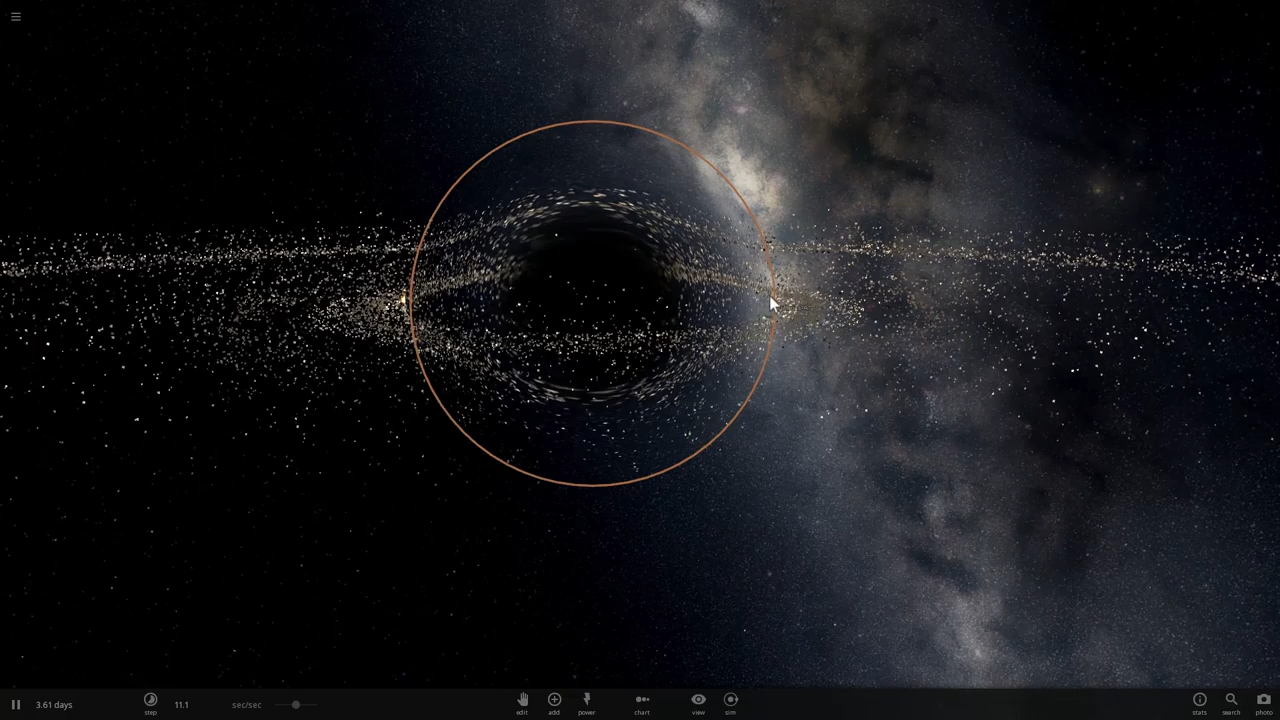 3.61 days
step
11.1
sec/sec
edit
add
power
chart
view
sim
stats
search
photo